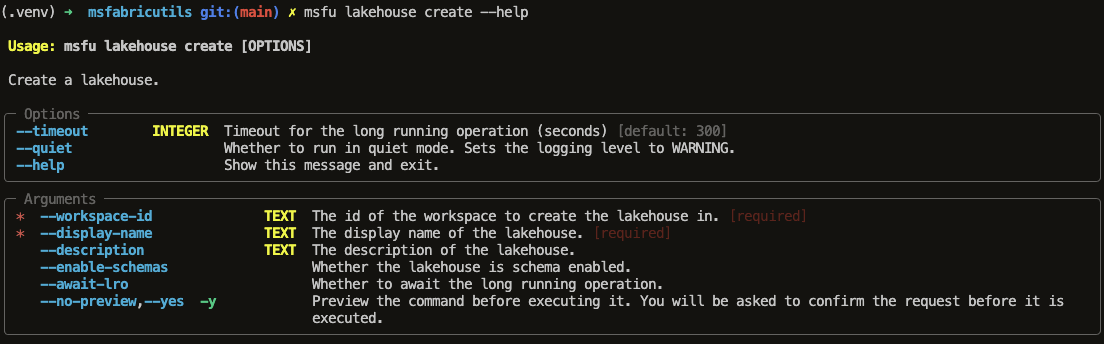 (.venv) ➜ msfabricutils git:(main) ✗ msfu lakehouse create --help
Usage: msfu lakehouse create [OPTIONS]
Create a lakehouse.
Options
--timeout INTEGER Timeout for the long running operation (seconds) [default: 300]
--quiet Whether to run in quiet mode. Sets the logging level to WARNING.
--help Show this message and exit.
Arguments
* --workspace-id TEXT The id of the workspace to create the lakehouse in. [required]
* --display-name TEXT The display name of the lakehouse. [required]
--description TEXT The description of the lakehouse.
--enable-schemas Whether the lakehouse is schema enabled.
--await-lro Whether to await the long running operation.
--no-preview,--yes -y Preview the command before executing it. You will be asked to confirm the request before it is
executed.